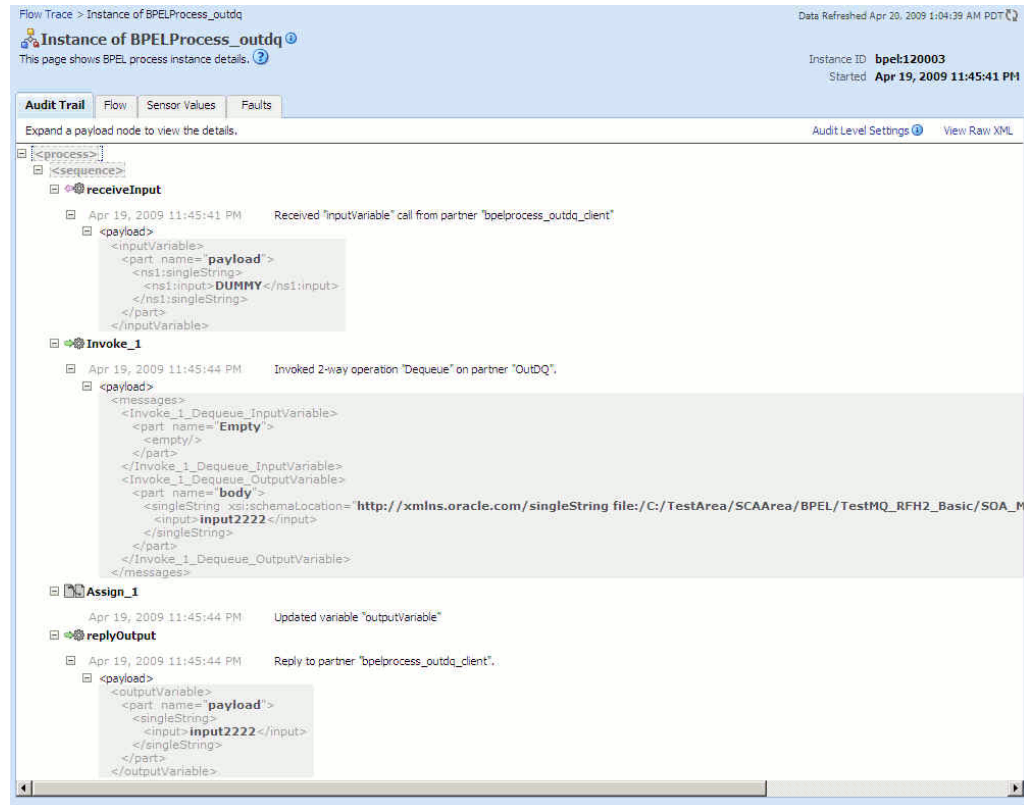 Flow Trace > Instance of BPELProcess_outdq
Data Refreshed Apr 20, 2009 1:04:39 AM PDT
Instance of BPELProcess_outdq
This page shows BPEL process instance details.
Instance ID bpel:120003
Started Apr 19, 2009 11:45:41 PM
Audit Trail Flow Sensor Values Faults
Expand a payload node to view the details.
Audit Level Settings View Raw XML
<process>
<sequence>
receiveInput
Apr 19, 2009 11:45:41 PM Received "inputVariable" call from partner "bpelprocess_outdq_client"
<payload>
<inputVariable>
<part name="payload">
<ns1:singleString>
<ns1:input>DUMMY</ns1:input>
</ns1:singleString>
</part>
</inputVariable>
Invoke_1
Apr 19, 2009 11:45:44 PM Invoked 2-way operation "Dequeue" on partner "OutDQ".
<payload>
<messages>
<Invoke_1_Dequeue_InputVariable>
<part name="Empty">
<empty/>
</part>
</Invoke_1_Dequeue_InputVariable>
<Invoke_1_Dequeue_OutputVariable>
<part name="body">
<singleString xsi:schemaLocation="http://xmlns.oracle.com/singleString file:/C:/TestArea/SCAArea/BPEL/TestMQ_RFH2_Basic/SOA_M
<input>input2222</input>
</singleString>
</part>
</Invoke_1_Dequeue_OutputVariable>
</messages>
Assign_1
Apr 19, 2009 11:45:44 PM Updated variable "outputVariable"
replyOutput
Apr 19, 2009 11:45:44 PM Reply to partner "bpelprocess_outdq_client".
<payload>
<outputVariable>
<part name="payload">
<singleString>
<input>input2222</input>
</singleString>
</part>
</outputVariable>